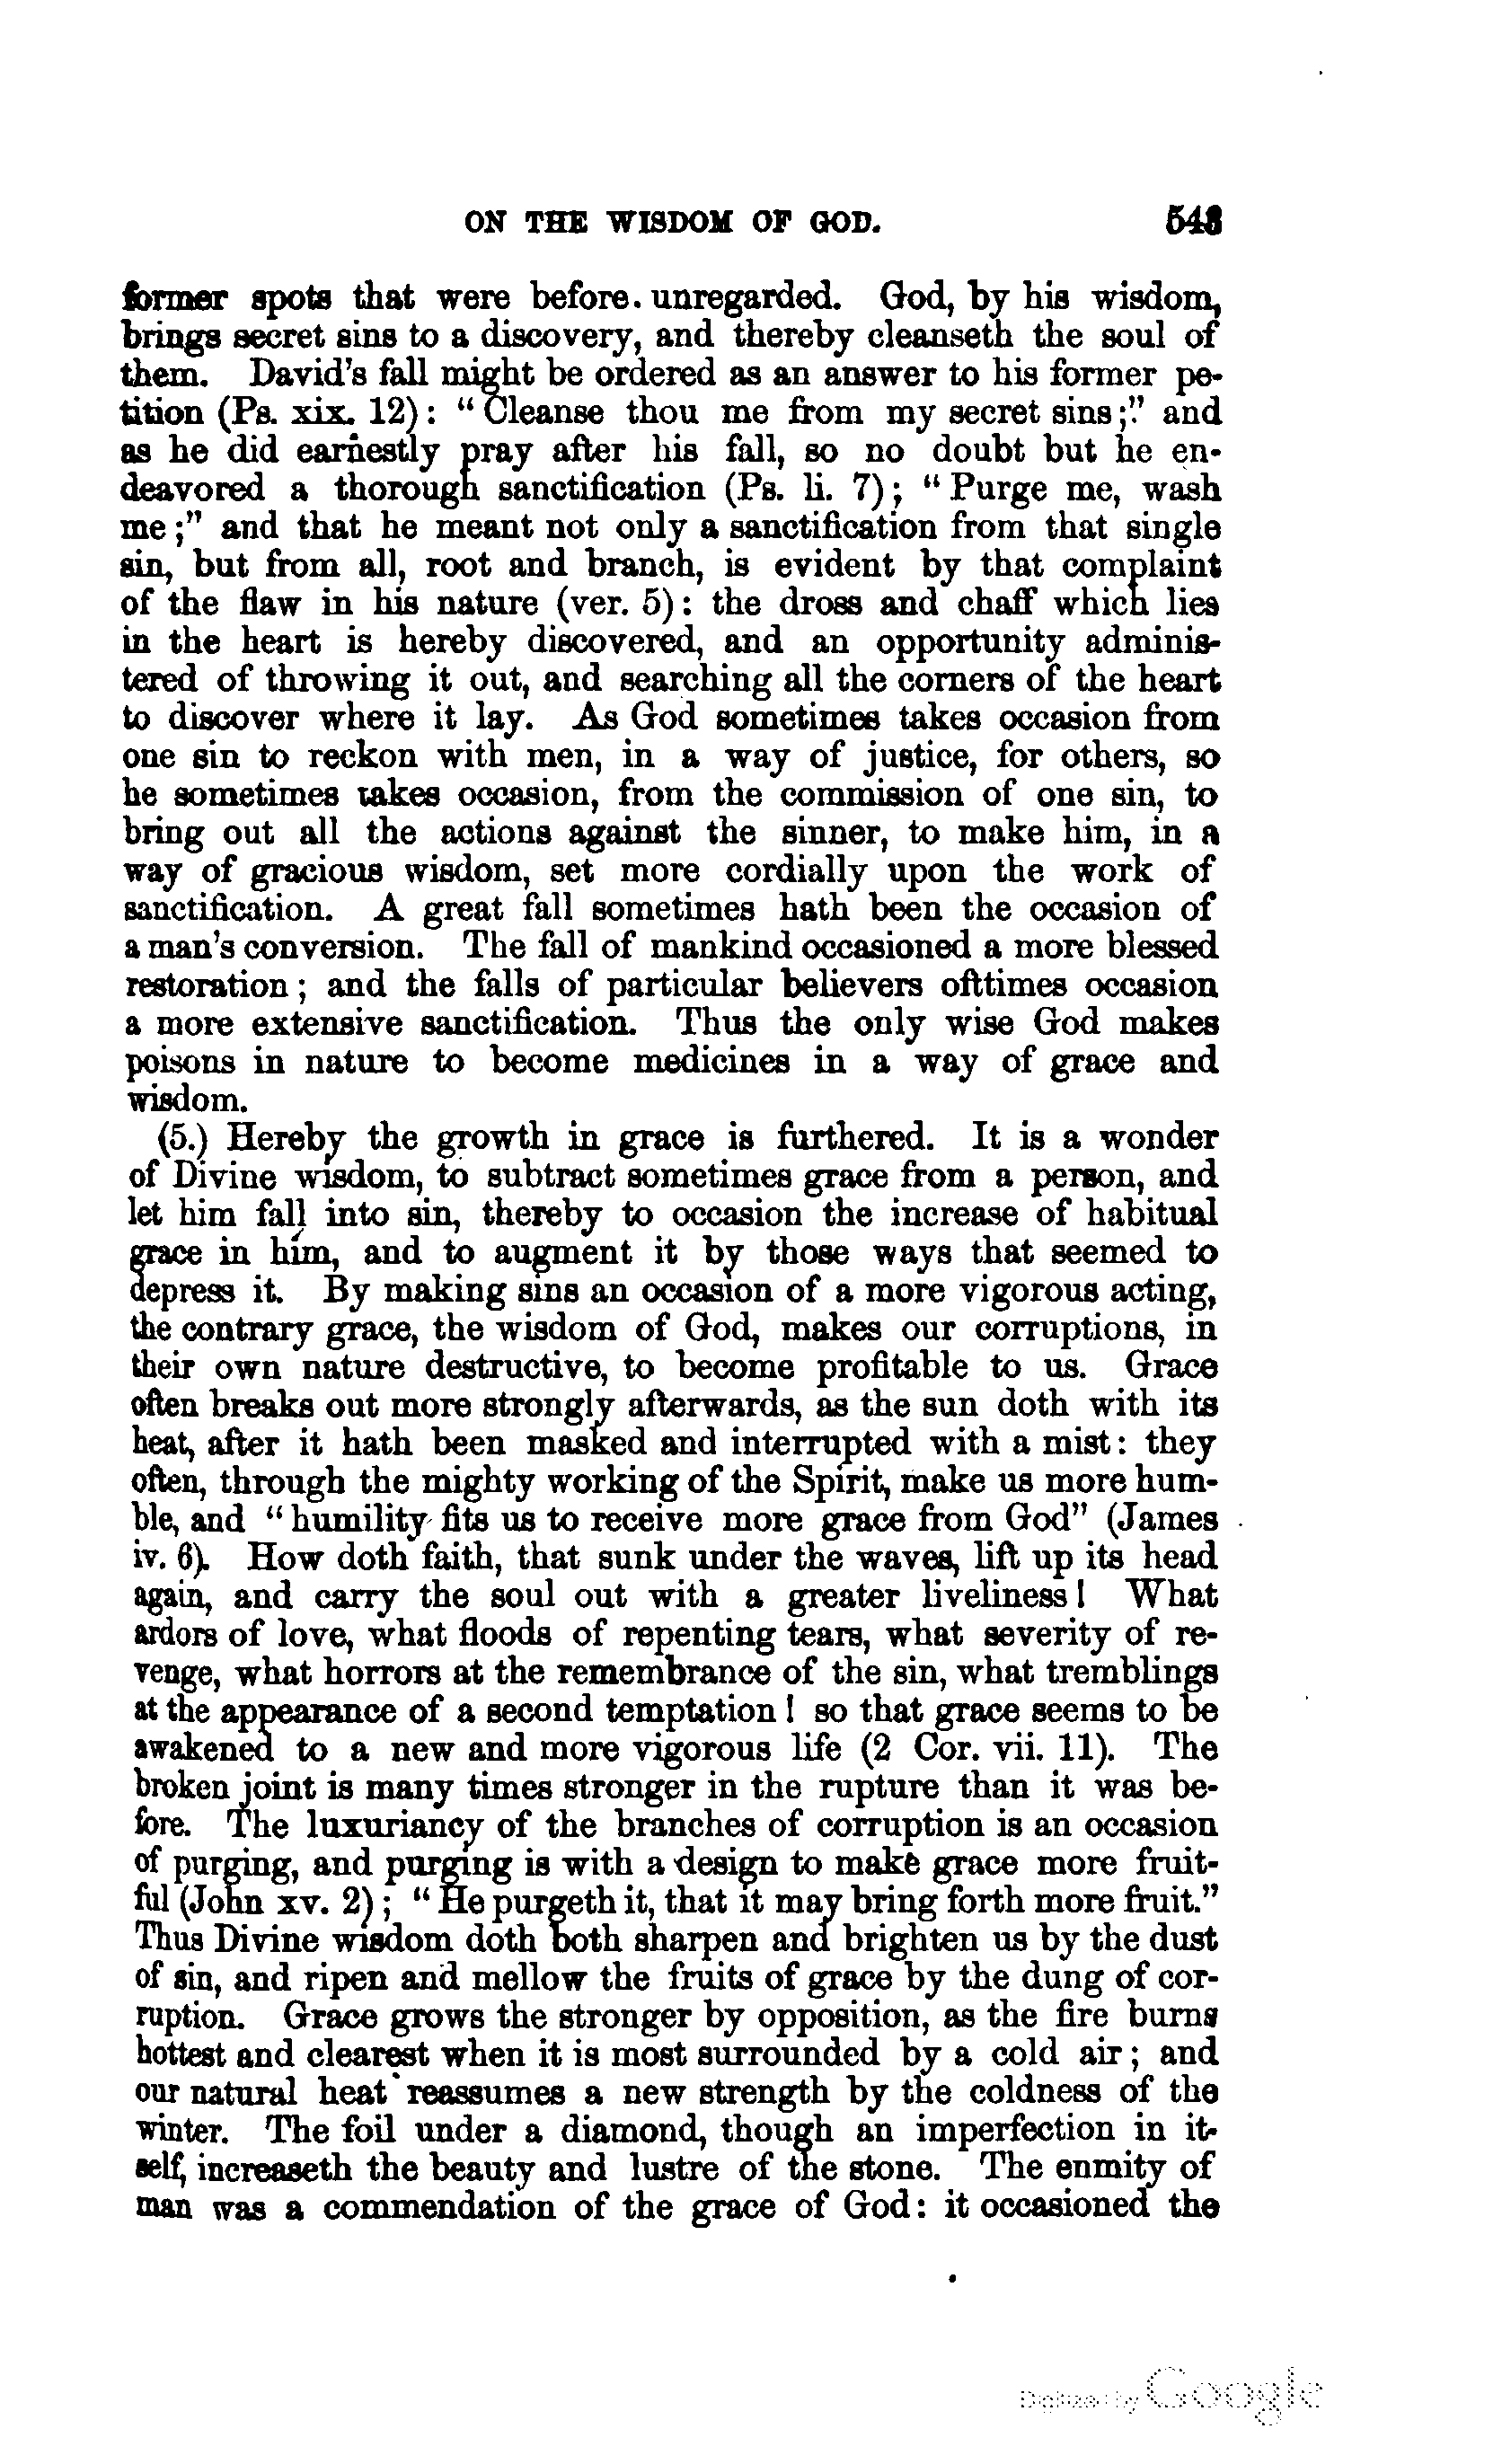 ON THE WISDOM OF GOD. 543
former spots that were before unregarded. God, by his wisdom,
brings secret sins to a discovery, and thereby cleanseth the soul of
them. David's fall might be ordered as an answer to his former pe-
tition (Ps. xix. 12): "Cleanse thou me from my secret sins;" and
as he did earnestly pray after his fall, so no doubt but he en-
deavored a thorough sanctification (Ps. li. 7); "Purge me, wash
me;" and that he meant not only a sanctification from that single
sin, but from all, root and branch, is evident by that complaint
of the flaw in his nature (ver. 5): the dross and chaff which lies
in the heart is hereby discovered, and an opportunity adminis-
tered of throwing it out, and searching all the corners of the heart
to discover where it lay. As God sometimes takes occasion from
one sin to reckon with men, in a way of justice, for others, so
he sometimes takes occasion, from the commission of one sin, to
bring out all the actions against the sinner, to make him, in a
way of gracious wisdom, set more cordially upon the work of
sanctification. A great fall sometimes hath been the occasion of
a man's conversion. The fall of mankind occasioned a more blessed
restoration; and the falls of particular believers ofttimes occasion
a more extensive sanctification. Thus the only wise God makes
poisons in nature to become medicines in a way of grace and
wisdom.
(5.) Hereby the growth in grace is furthered. It is a wonder
of Divine wisdom, to subtract sometimes grace from a person, and
let him fall into sin, thereby to occasion the increase of habitual
grace in him, and to augment it by those ways that seemed to
depress it. By making sins an occasion of a more vigorous acting,
the contrary grace, the wisdom of God, makes our corruptions, in
their own nature destructive, to become profitable to us. Grace
often breaks out more strongly afterwards, as the sun doth with its
heat, after it hath been masked and interrupted with a mist: they
often, through the mighty working of the Spirit, make us more hum-
ble, and "humility fits us to receive more grace from God" (James
iv. 6). How doth faith, that sunk under the waves, lift up its head
again, and carry the soul out with a greater liveliness! What
ardors of love, what floods of repenting tears, what severity of re-
venge, what horrors at the remembrance of the sin, what tremblings
at the appearance of a second temptation! so that grace seems to be
awakened to a new and more vigorous life (2 Cor. vii. 11). The
broken joint is many times stronger in the rupture than it was be-
fore. The luxuriancy of the branches of corruption is an occasion
of purging, and purging is with a design to make grace more fruit-
ful (John xv. 2); "He purgeth it, that it may bring forth more fruit."
Thus Divine wisdom doth both sharpen and brighten us by the dust
of sin, and ripen and mellow the fruits of grace by the dung of cor-
ruption. Grace grows the stronger by opposition, as the fire burns
hottest and clearest when it is most surrounded by a cold air; and
our natural heat reassumes a new strength by the coldness of the
winter. The foil under a diamond, though an imperfection in it-
self, increaseth the beauty and lustre of the stone. The enmity of
man was a commendation of the grace of God: it occasioned the
Digitized by Google